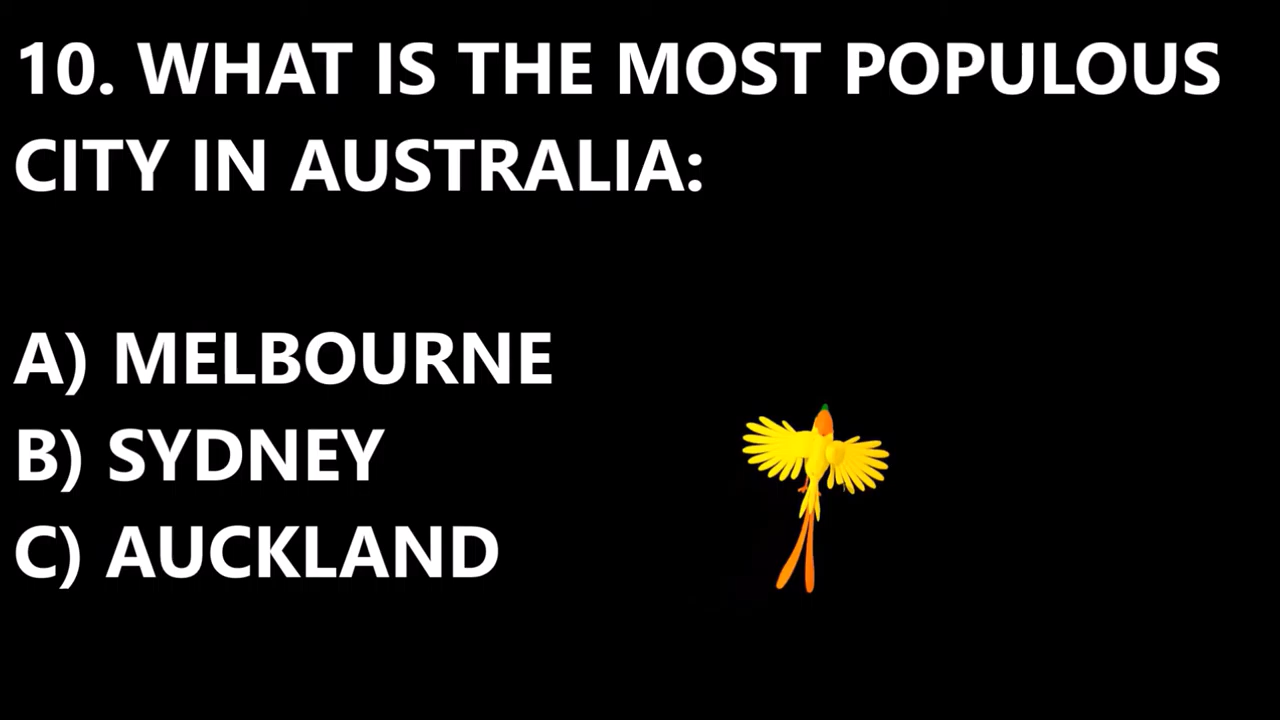 10. WHAT IS THE MOST POPULOUS
CITY IN AUSTRALIA:
A) MELBOURNE
B) SYDNEY
C) AUCKLAND